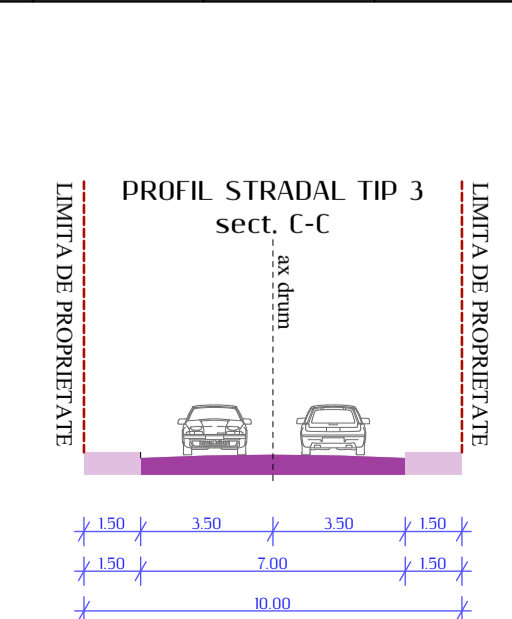 PROFIL STRADAL TIP 3
sect. C-C
LIMITA DE PROPRIETATE
ax drum
LIMITA DE PROPRIETATE
1.50 3.50 3.50 1.50
1.50 7.00 1.50
10.00